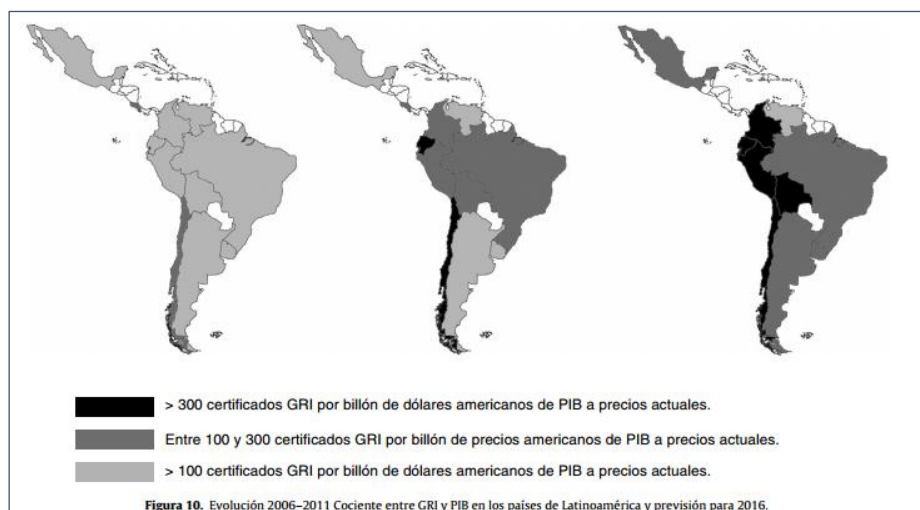 > 300 certificados GRI por billón de dólares americanos de PIB a precios actuales.
Entre 100 y 300 certificados GRI por billón de precios americanos de PIB a precios actuales.
> 100 certificados GRI por billón de dólares americanos de PIB a precios actuales.
Figura 10. Evolución 2006–2011 Cociente entre GRI y PIB en los países de Latinoamérica y previsión para 2016.